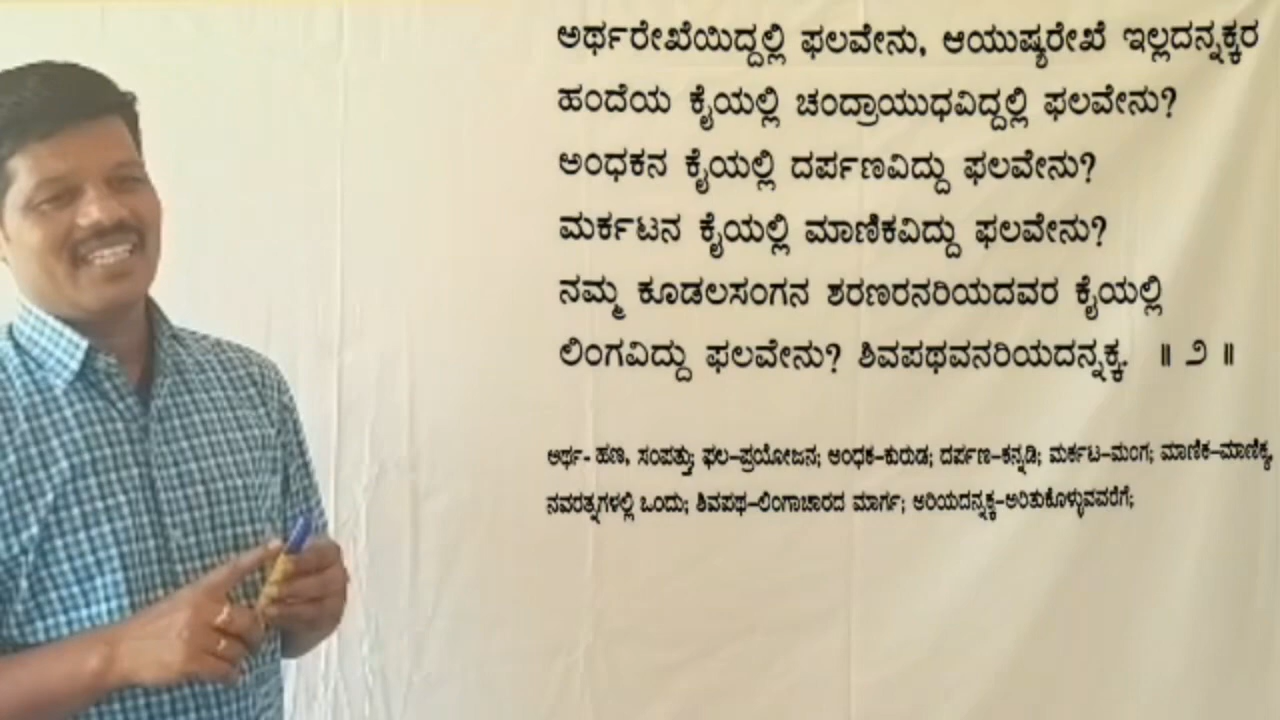 ಅರ್ಥರೇಖೆಯಿದ್ದಲ್ಲಿ ಫಲವೇನು, ಆಯುಷ್ಯರೇಖೆ ಇಲ್ಲದನ್ನಕ್ಕರ
ಹಂದೆಯ ಕೈಯಲ್ಲಿ ಚಂದ್ರಾಯುಧವಿದ್ದಲ್ಲಿ ಫಲವೇನು?
ಅಂಧಕನ ಕೈಯಲ್ಲಿ ದರ್ಪಣವಿದ್ದು ಫಲವೇನು?
ಮರ್ಕಟನ ಕೈಯಲ್ಲಿ ಮಾಣಿಕವಿದ್ದು ಫಲವೇನು?
ನಮ್ಮ ಕೂಡಲಸಂಗನ ಶರಣರನರಿಯದವರ ಕೈಯಲ್ಲಿ
ಲಿಂಗವಿದ್ದು ಫಲವೇನು? ಶಿವಪಥವನರಿಯದನ್ನಕ್ಕ. ॥ ೨ ॥
ಅರ್ಥ- ಹಣ, ಸಂಪತ್ತು; ಫಲ-ಪ್ರಯೋಜನ; ಅಂಧಕ-ಕುರುಡ; ದರ್ಪಣ-ಕನ್ನಡಿ; ಮರ್ಕಟ-ಮಂಗ; ಮಾಣಿಕ-ಮಾಣಿಕ್ಯ,
ನವರತ್ನಗಳಲ್ಲಿ ಒಂದು; ಶಿವಪಥ-ಲಿಂಗಾಚಾರದ ಮಾರ್ಗ; ಅರಿಯದನ್ನಕ್ಕ-ಅರಿತುಕೊಳ್ಳುವವರೆಗೆ;